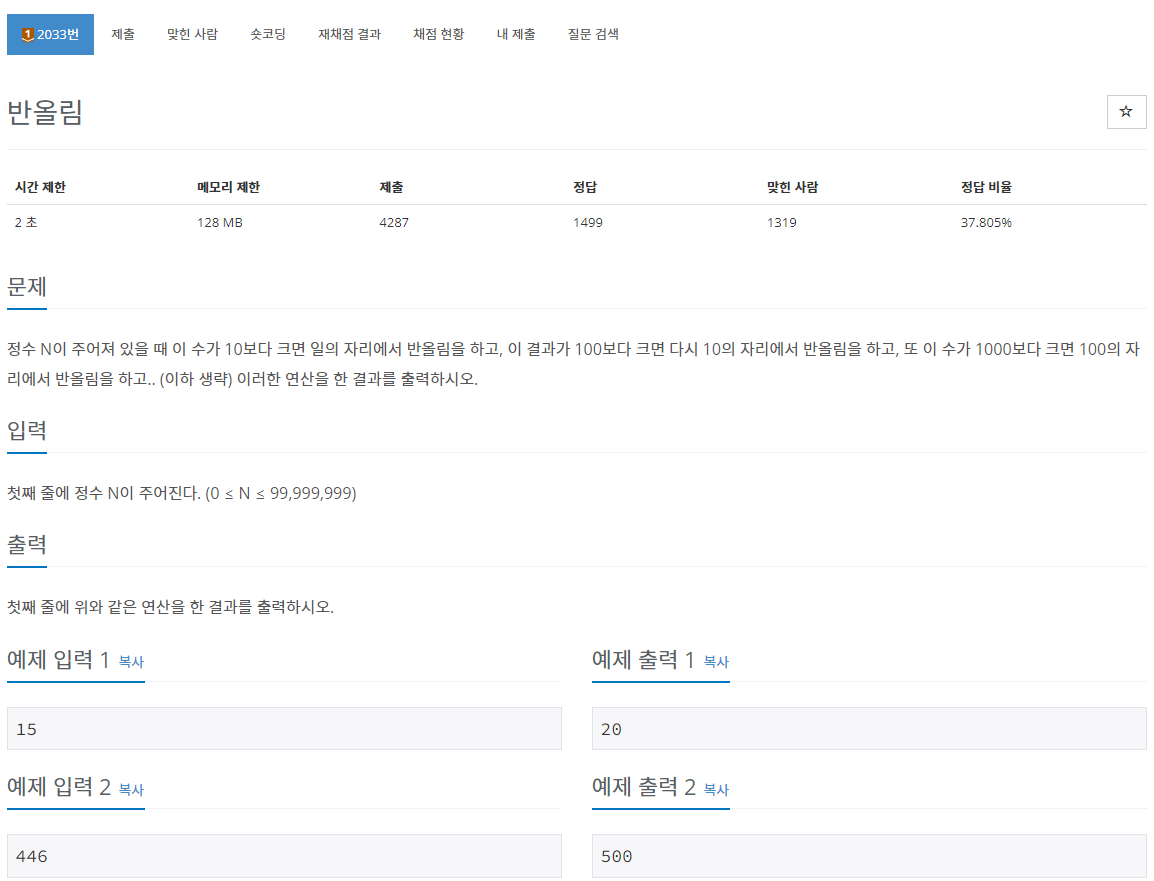 1 2033번 제출 맞힌 사람 숏코딩 재채점 결과 채점 현황 내 제출 질문 검색
반올림
시간 제한 메모리 제한 제출 정답 맞힌 사람 정답 비율
2 초 128 MB 4287 1499 1319 37.805%
문제
정수 N이 주어져 있을 때 이 수가 10보다 크면 일의 자리에서 반올림을 하고, 이 결과가 100보다 크면 다시 10의 자리에서 반올림을 하고, 또 이 수가 1000보다 크면 100의 자
리에서 반올림을 하고.. (이하 생략) 이러한 연산을 한 결과를 출력하시오.
입력
첫째 줄에 정수 N이 주어진다. (0 ≤ N ≤ 99,999,999)
출력
첫째 줄에 위와 같은 연산을 한 결과를 출력하시오.
예제 입력 1 복사
15
예제 출력 1 복사
20
예제 입력 2 복사
446
예제 출력 2 복사
500